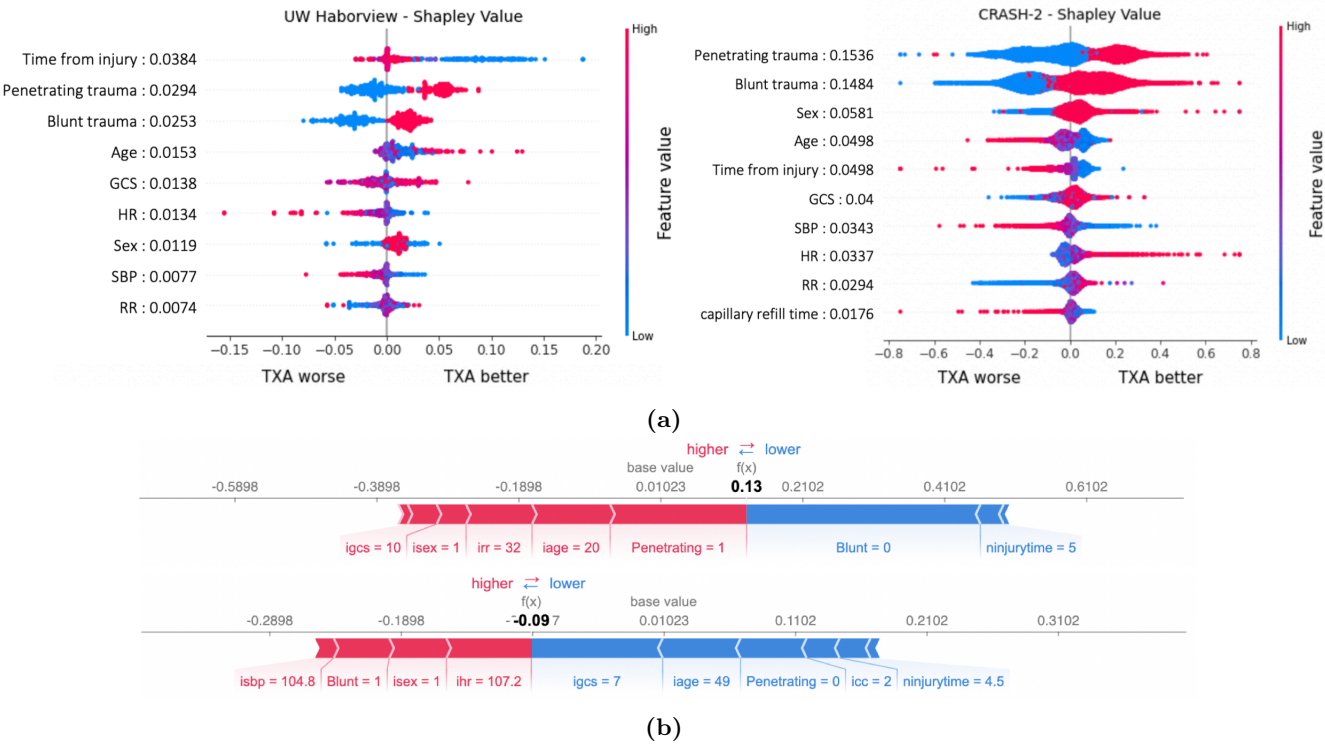 UW Haborview - Shapley Value
High
Time from injury : 0.0384
Penetrating trauma : 0.0294
Blunt trauma : 0.0253
Age : 0.0153
GCS : 0.0138
HR : 0.0134
Sex : 0.0119
SBP : 0.0077
RR : 0.0074
Feature value
Low
−0.15 −0.10 −0.05 0.00 0.05 0.10 0.15 0.20
TXA worse TXA better
CRASH-2 - Shapley Value
High
Penetrating trauma : 0.1536
Blunt trauma : 0.1484
Sex : 0.0581
Age : 0.0498
Time from injury : 0.0498
GCS : 0.04
SBP : 0.0343
HR : 0.0337
RR : 0.0294
capillary refill time : 0.0176
Feature value
Low
−0.8 −0.6 −0.4 −0.2 0.0 0.2 0.4 0.6 0.8
TXA worse TXA better
(a)
higher ⇄ lower
base value f(x)
-0.5898 -0.3898 -0.1898 0.01023 0.13 0.2102 0.4102 0.6102
igcs = 10 isex = 1 irr = 32 iage = 20 Penetrating = 1 Blunt = 0 ninjurytime = 5
higher ⇄ lower
f(x) base value
-0.2898 -0.1898 -0.09 0.01023 0.1102 0.2102 0.3102
isbp = 104.8 Blunt = 1 isex = 1 ihr = 107.2 igcs = 7 iage = 49 Penetrating = 0 icc = 2 ninjurytime = 4.5
(b)